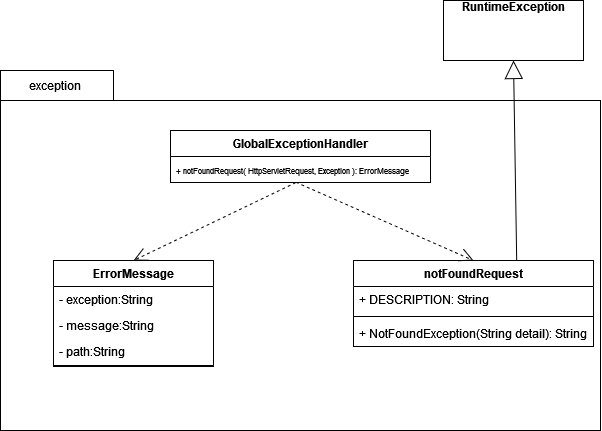 RuntimeException
exception
GlobalExceptionHandler
+ notFoundRequest( HttpServletRequest, Exception ): ErrorMessage
ErrorMessage
- exception:String
- message:String
- path:String
notFoundRequest
+ DESCRIPTION: String
+ NotFoundException(String detail): String